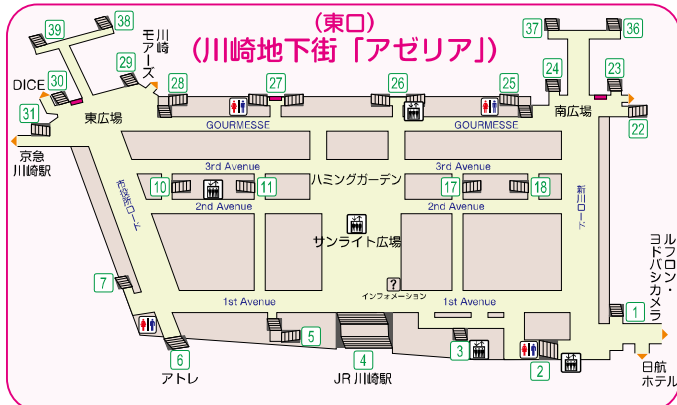 (東口)
(川崎地下街「アゼリア」)
39
38
37
36
川崎
モアーズ
29
28
27
26
25
24
23
DICE
30
31
東広場
南広場
22
京急
川崎駅
GOURMESSE
GOURMESSE
3rd Avenue
ハミングガーデン
3rd Avenue
10
11
17
18
市役所ロード
新川ロード
2nd Avenue
2nd Avenue
サンライト広場
ルフロン・
ヨドバシカメラ
7
?
インフォメーション
1st Avenue
1st Avenue
1
5
6
4
3
2
アトレ
JR川崎駅
日航
ホテル